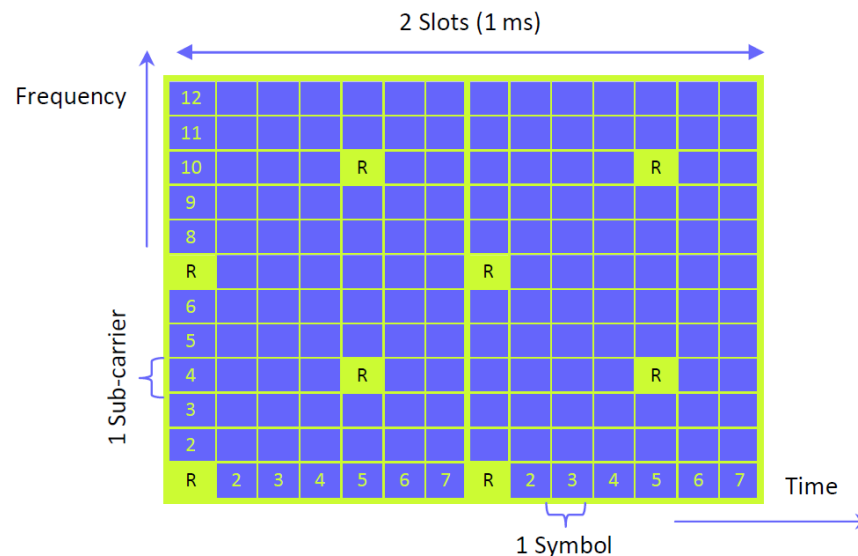 2 Slots (1 ms)
Frequency
12
11
10 R R
9
8
R R
6
5
1 Sub-carrier
4 R R
3
2
R 2 3 4 5 6 7 R 2 3 4 5 6 7
Time
1 Symbol